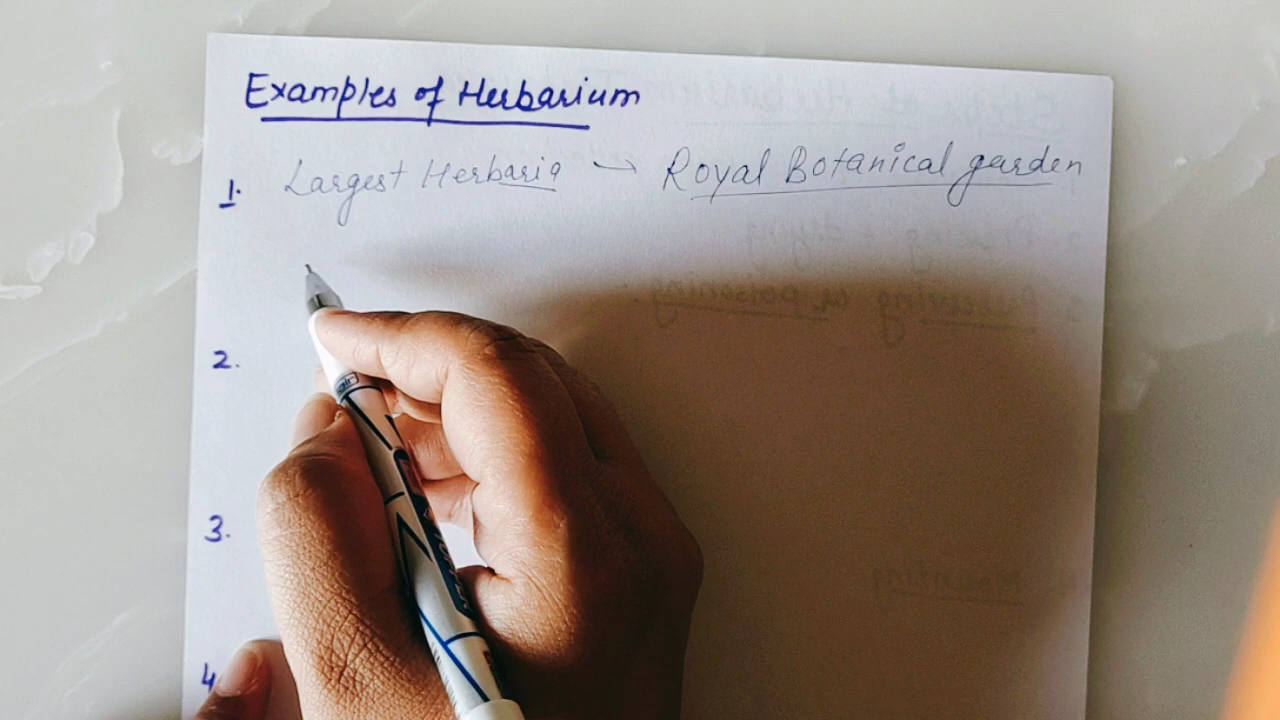 Examples of Herbarium
1. Largest Herbaria → Royal Botanical garden
2.
3.
4